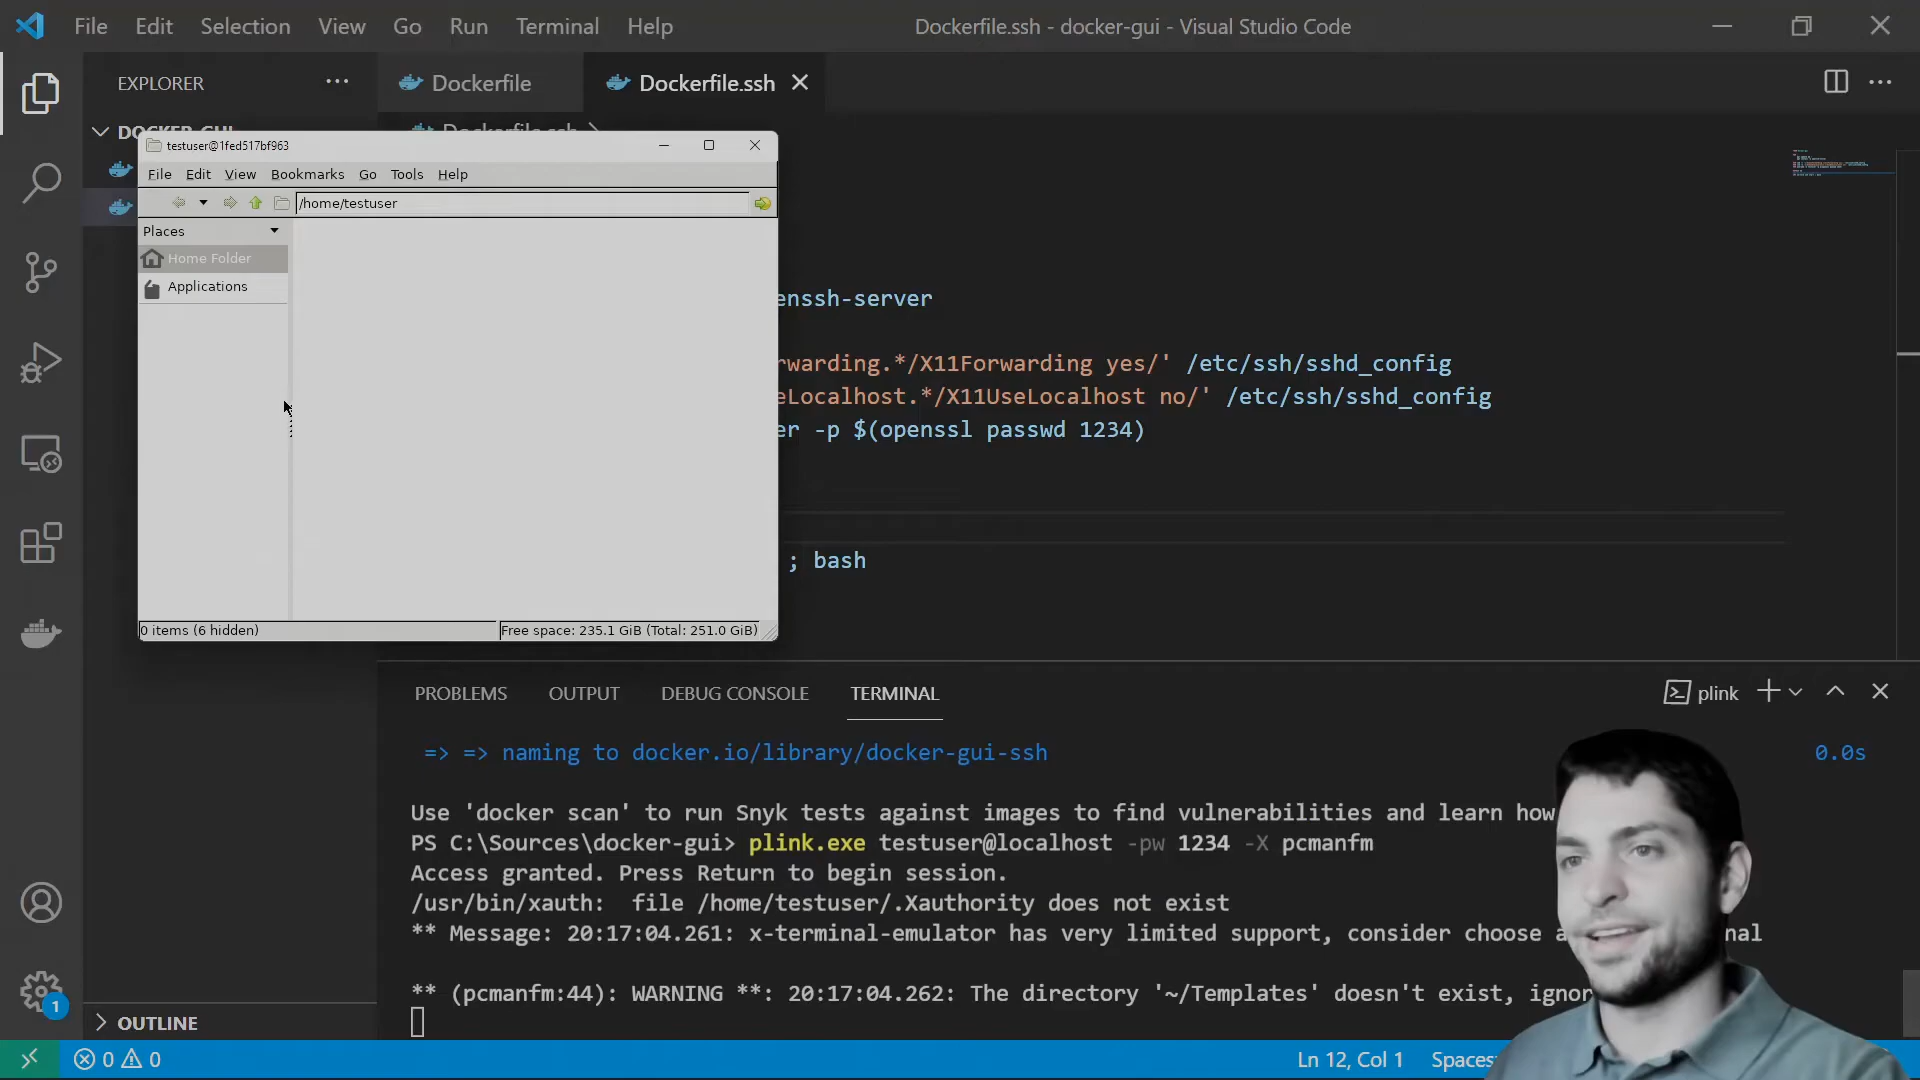 File Edit Selection View Go Run Terminal Help
Dockerfile.ssh - docker-gui - Visual Studio Code
EXPLORER
Dockerfile
Dockerfile.ssh
DOCKER-GUI
Dockerfile.ssh
testuser@1fed517bf963
File Edit View Bookmarks Go Tools Help
/home/testuser
Places
Home Folder
Applications
0 items (6 hidden)
Free space: 235.1 GiB (Total: 251.0 GiB)
enssh-server
rwarding.*/X11Forwarding yes/' /etc/ssh/sshd_config
eLocalhost.*/X11UseLocalhost no/' /etc/ssh/sshd_config
er -p $(openssl passwd 1234)
; bash
PROBLEMS OUTPUT DEBUG CONSOLE TERMINAL
plink
=> => naming to docker.io/library/docker-gui-ssh 0.0s
Use 'docker scan' to run Snyk tests against images to find vulnerabilities and learn how
PS C:\Sources\docker-gui> plink.exe testuser@localhost -pw 1234 -X pcmanfm
Access granted. Press Return to begin session.
/usr/bin/xauth:  file /home/testuser/.Xauthority does not exist
** Message: 20:17:04.261: x-terminal-emulator has very limited support, consider choose a nal
** (pcmanfm:44): WARNING **: 20:17:04.262: The directory '~/Templates' doesn't exist, ignor
1
OUTLINE
0 0
Ln 12, Col 1
Spaces